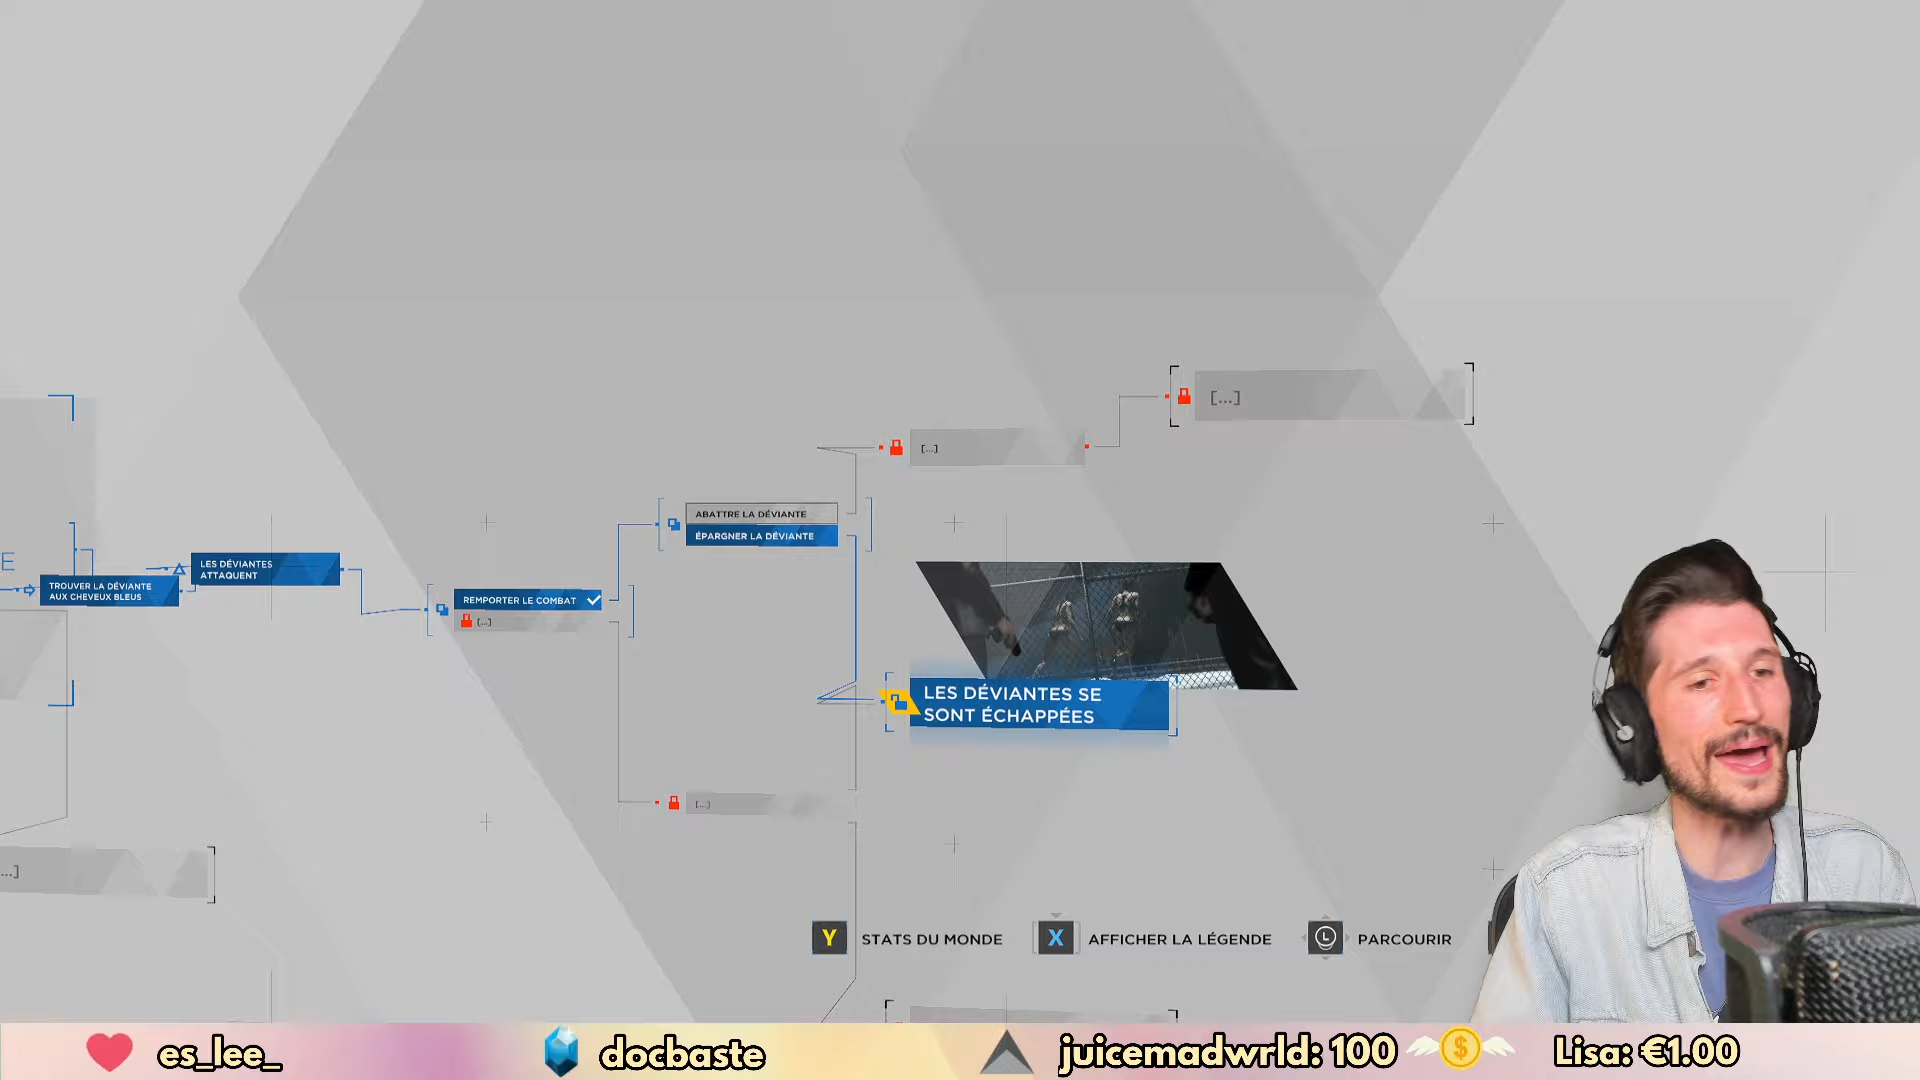 [...]
[...]
ABATTRE LA DÉVIANTE
ÉPARGNER LA DÉVIANTE
E
LES DÉVIANTES
ATTAQUENT
TROUVER LA DÉVIANTE
AUX CHEVEUX BLEUS
REMPORTER LE COMBAT
[...]
LES DÉVIANTES SE
SONT ÉCHAPPÉES
[...]
...]
Y STATS DU MONDE X AFFICHER LA LÉGENDE L PARCOURIR
es_lee_ docbaste juicemadwrld: 100 $ Lisa: €1.00